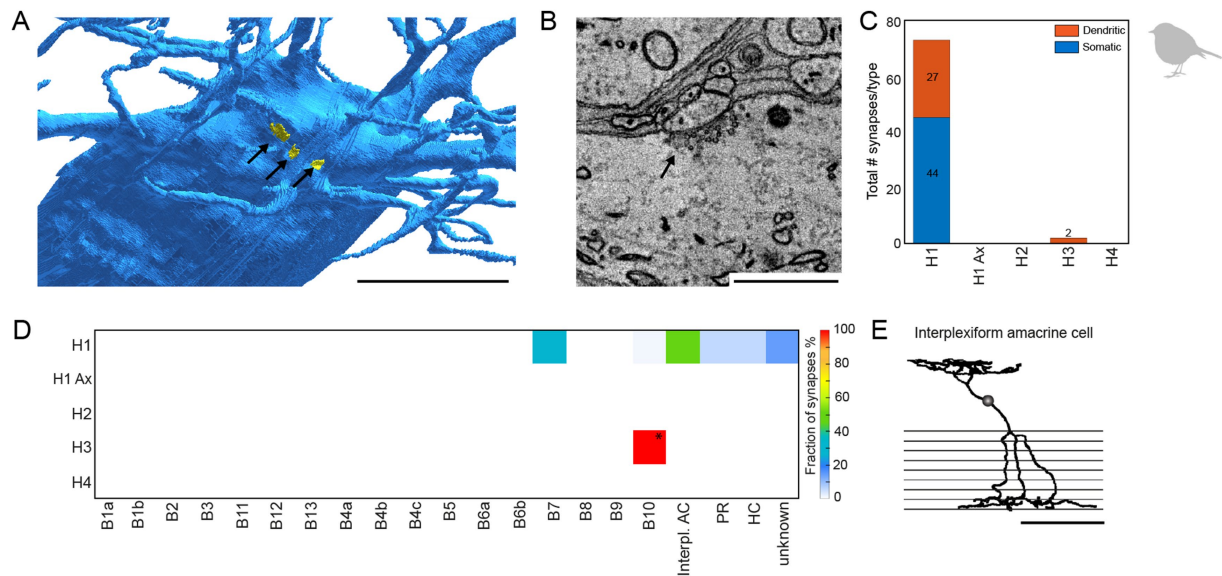 A
B
C
Total # synapses/type
80
60
40
20
0
Dendritic
Somatic
27
44
2
H1
H1 Ax
H2
H3
H4
D
H1
H1 Ax
H2
H3
H4
*
B1a
B1b
B2
B3
B11
B12
B13
B4a
B4b
B4c
B5
B6a
B6b
B7
B8
B9
B10
Interpl. AC
PR
HC
unknown
Fraction of synapses %
100
80
60
40
20
0
E
Interplexiform amacrine cell